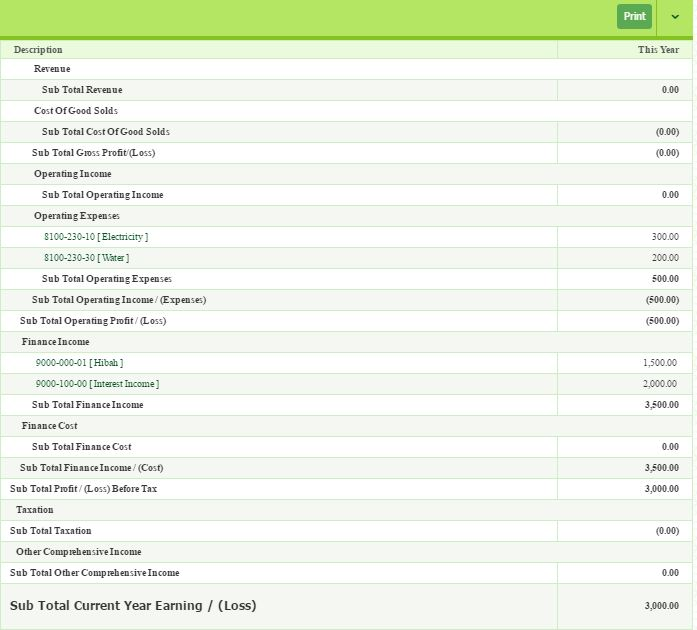 Print
Description This Year
Revenue
Sub Total Revenue 0.00
Cost Of Good Solds
Sub Total Cost Of Good Solds (0.00)
Sub Total Gross Profit/(Loss) (0.00)
Operating Income
Sub Total Operating Income 0.00
Operating Expenses
8100-230-10 [ Electricity ] 300.00
8100-230-30 [ Water ] 200.00
Sub Total Operating Expenses 500.00
Sub Total Operating Income / (Expenses) (500.00)
Sub Total Operating Profit / (Loss) (500.00)
Finance Income
9000-000-01 [ Hibah ] 1,500.00
9000-100-00 [ Interest Income ] 2,000.00
Sub Total Finance Income 3,500.00
Finance Cost
Sub Total Finance Cost 0.00
Sub Total Finance Income / (Cost) 3,500.00
Sub Total Profit / (Loss) Before Tax 3,000.00
Taxation
Sub Total Taxation (0.00)
Other Comprehensive Income
Sub Total Other Comprehensive Income 0.00
Sub Total Current Year Earning / (Loss) 3,000.00